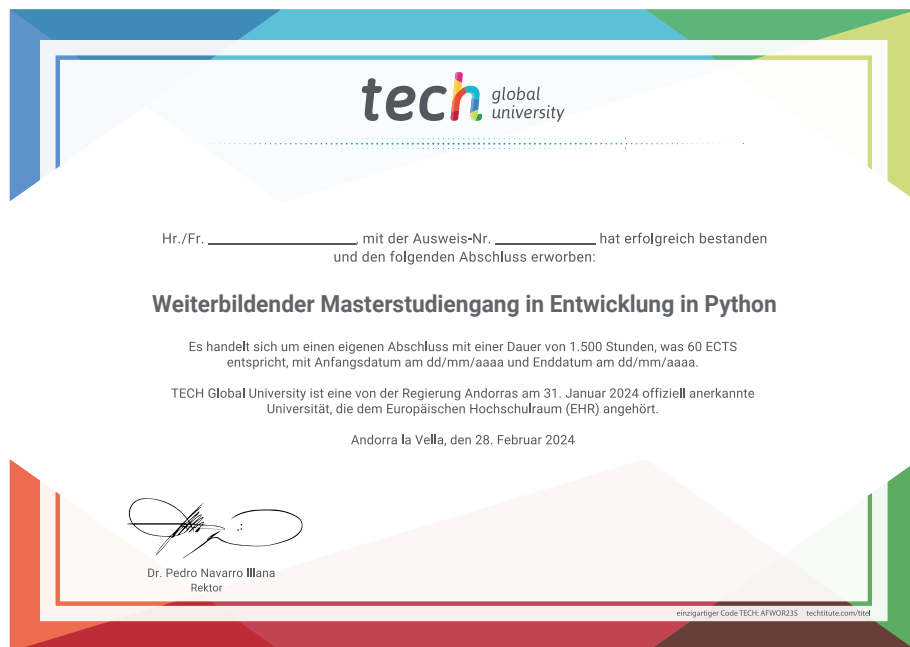 tech global university
Hr./Fr. ____________________, mit der Ausweis-Nr. ______________ hat erfolgreich bestanden
und den folgenden Abschluss erworben:
Weiterbildender Masterstudiengang in Entwicklung in Python
Es handelt sich um einen eigenen Abschluss mit einer Dauer von 1.500 Stunden, was 60 ECTS
entspricht, mit Anfangsdatum am dd/mm/aaaa und Enddatum am dd/mm/aaaa.
TECH Global University ist eine von der Regierung Andorras am 31. Januar 2024 offiziell anerkannte
Universität, die dem Europäischen Hochschulraum (EHR) angehört.
Andorra la Vella, den 28. Februar 2024
Dr. Pedro Navarro Illana
Rektor
einzigartiger Code TECH: AFWOR235 techtitute.com/titel